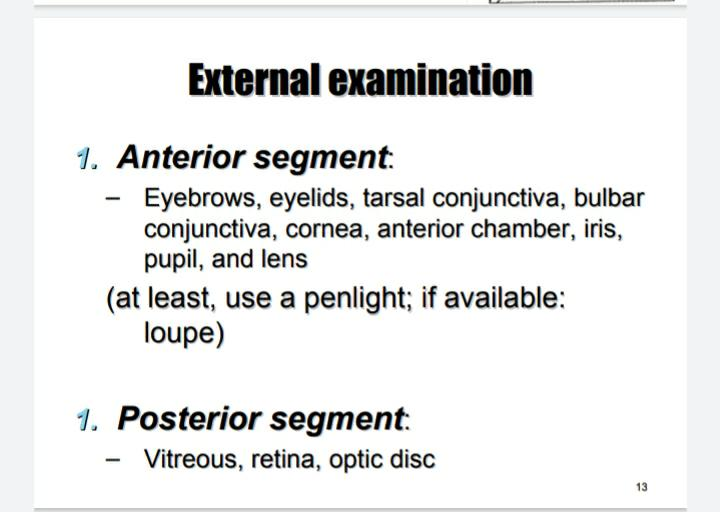 External examination
1. Anterior segment:
– Eyebrows, eyelids, tarsal conjunctiva, bulbar
conjunctiva, cornea, anterior chamber, iris,
pupil, and lens
(at least, use a penlight; if available:
loupe)
1. Posterior segment:
– Vitreous, retina, optic disc
13